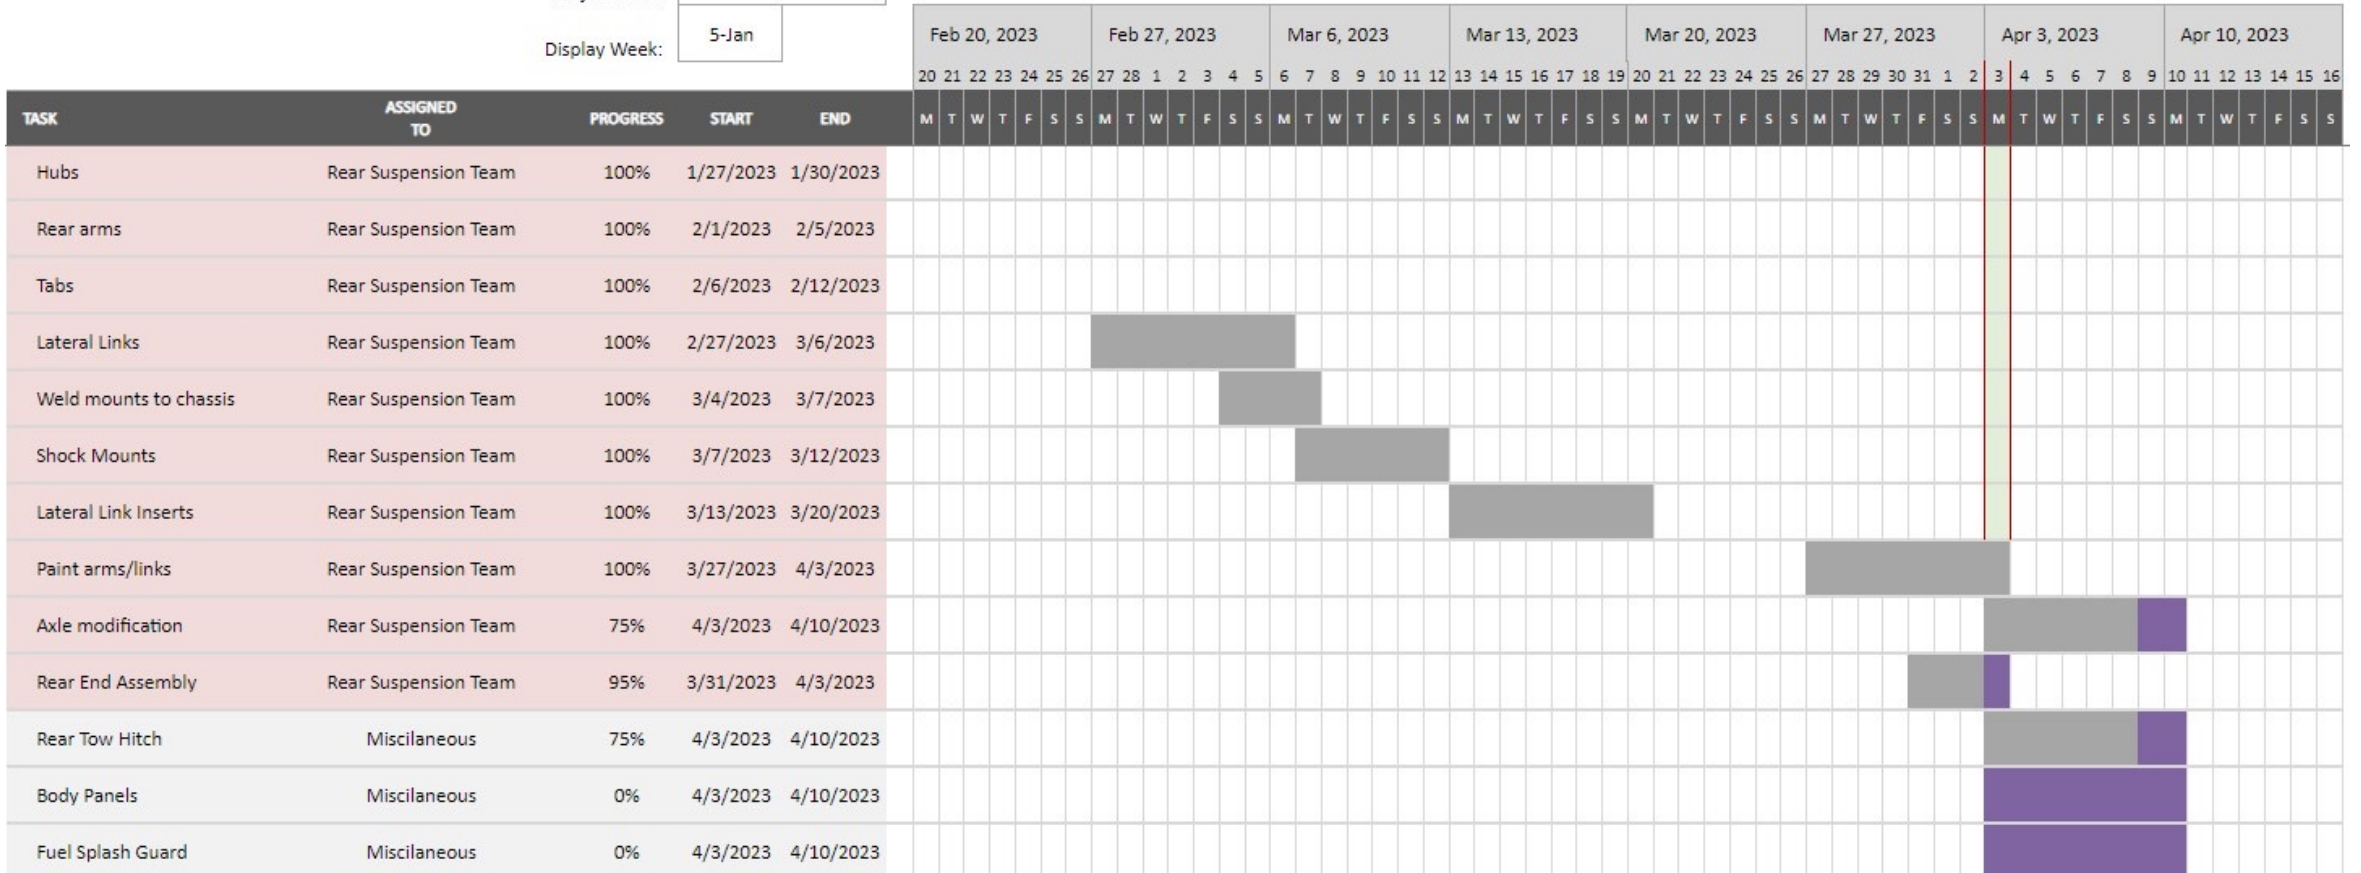 5-Jan
Display Week:
Feb 20, 2023 Feb 27, 2023 Mar 6, 2023 Mar 13, 2023 Mar 20, 2023 Mar 27, 2023 Apr 3, 2023 Apr 10, 2023
20 21 22 23 24 25 26 27 28 1 2 3 4 5 6 7 8 9 10 11 12 13 14 15 16 17 18 19 20 21 22 23 24 25 26 27 28 29 30 31 1 2 3 4 5 6 7 8 9 10 11 12 13 14 15 16
TASK ASSIGNED TO PROGRESS START END M T W T F S S M T W T F S S M T W T F S S M T W T F S S M T W T F S S M T W T F S S M T W T F S S M T W T F S S
Hubs Rear Suspension Team 100% 1/27/2023 1/30/2023
Rear arms Rear Suspension Team 100% 2/1/2023 2/5/2023
Tabs Rear Suspension Team 100% 2/6/2023 2/12/2023
Lateral Links Rear Suspension Team 100% 2/27/2023 3/6/2023
Weld mounts to chassis Rear Suspension Team 100% 3/4/2023 3/7/2023
Shock Mounts Rear Suspension Team 100% 3/7/2023 3/12/2023
Lateral Link Inserts Rear Suspension Team 100% 3/13/2023 3/20/2023
Paint arms/links Rear Suspension Team 100% 3/27/2023 4/3/2023
Axle modification Rear Suspension Team 75% 4/3/2023 4/10/2023
Rear End Assembly Rear Suspension Team 95% 3/31/2023 4/3/2023
Rear Tow Hitch Miscilaneous 75% 4/3/2023 4/10/2023
Body Panels Miscilaneous 0% 4/3/2023 4/10/2023
Fuel Splash Guard Miscilaneous 0% 4/3/2023 4/10/2023